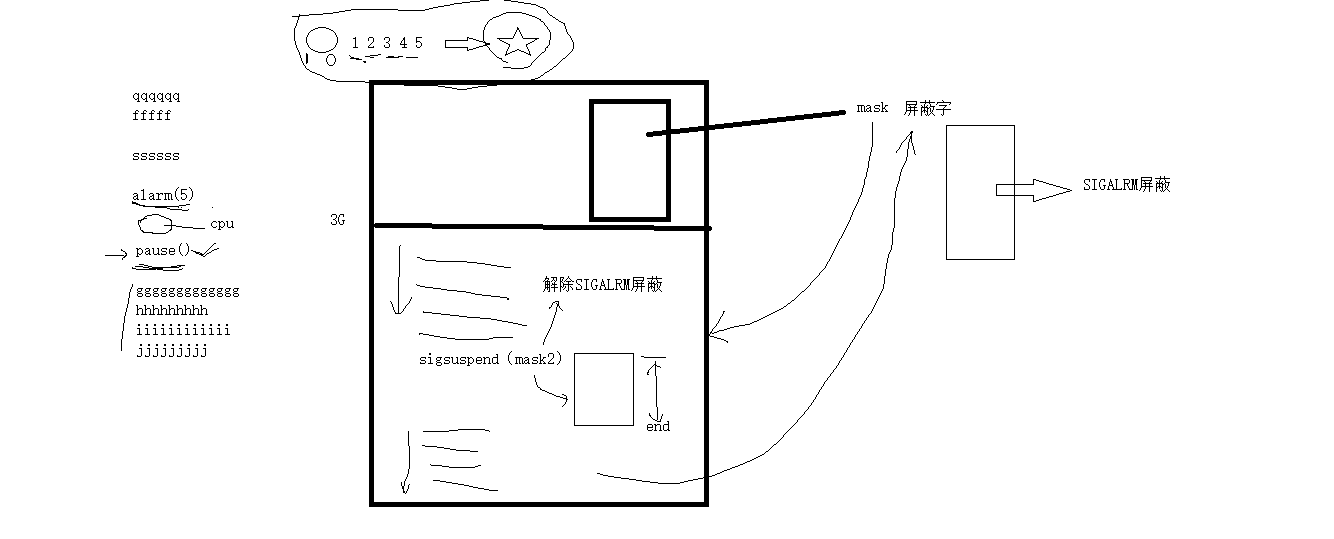 1 2 3 4 5
qqqqqq
fffff
ssssss
alarm(5)
cpu
pause()
ggggggggggggg
hhhhhhhhh
iiiiiiiiiiii
jjjjjjjjj
3G
mask 屏蔽字
SIGALRM屏蔽
解除SIGALRM屏蔽
sigsuspend（mask2）
end